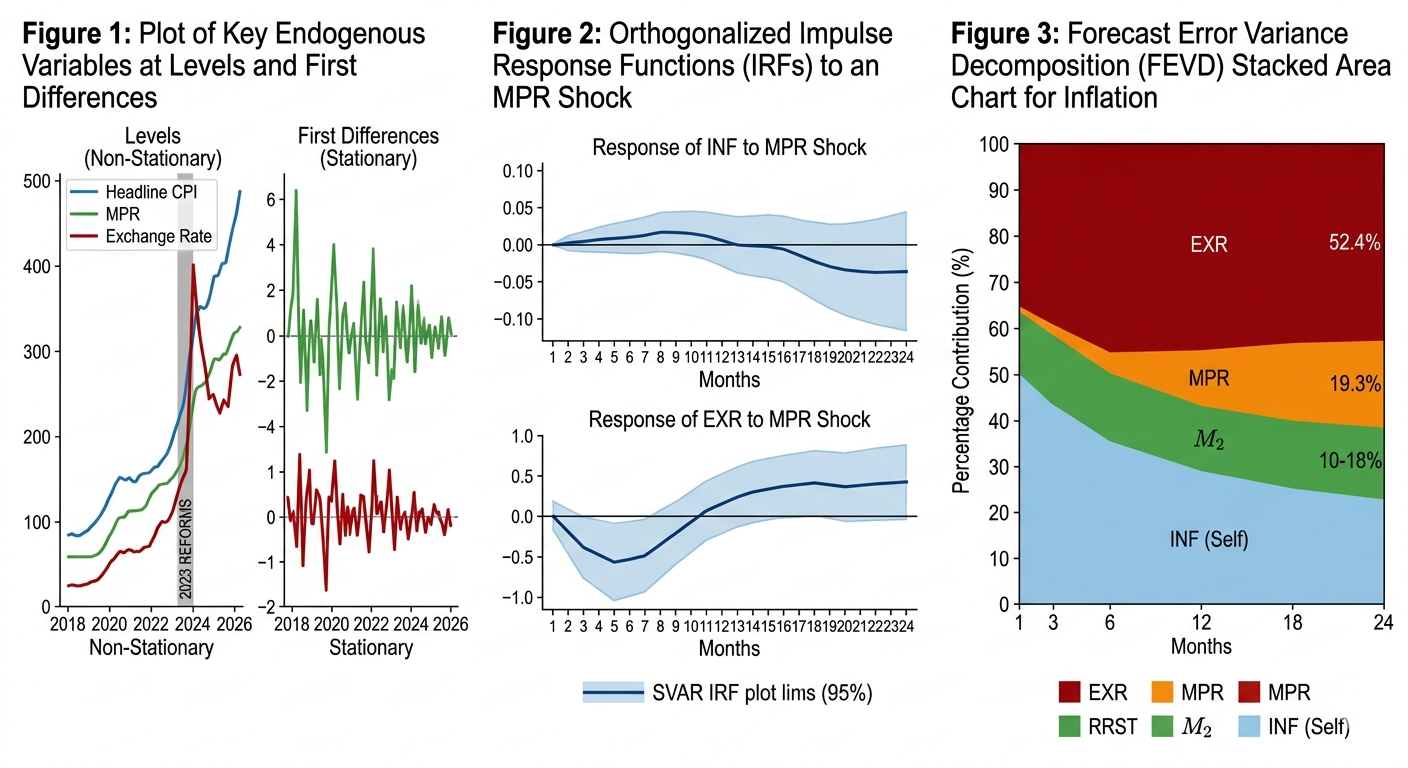 Figure 1: Plot of Key Endogenous
Variables at Levels and First
Differences
Levels
(Non-Stationary)
500
400
300
200
100
0
Headline CPI
MPR
Exchange Rate
2023 REFORMS
2018 2020 2022 2024 2026
Non-Stationary
First Differences
(Stationary)
6
4
2
0
−2
−4
1
0
−1
−2
2018 2020 2022 2024 2026
Stationary
Figure 2: Orthogonalized Impulse
Response Functions (IRFs) to an
MPR Shock
Response of INF to MPR Shock
0.10
0.05
0.00
−0.05
−0.10
1 2 3 4 5 6 7 8 9 10 11 12 13 14 15 16 17 18 19 20 21 22 23 24
Months
Response of EXR to MPR Shock
1.0
0.5
0.0
−0.5
−1.0
1 2 3 4 5 6 7 8 9 10 11 12 13 14 15 16 17 18 19 20 21 22 23 24
Months
SVAR IRF plot lims (95%)
Figure 3: Forecast Error Variance
Decomposition (FEVD) Stacked Area
Chart for Inflation
Percentage Contribution (%)
100
90
80
70
60
50
40
30
20
10
0
EXR 52.4%
MPR 19.3%
M₂ 10-18%
INF (Self)
1 3 6 12 18 24
Months
EXR MPR MPR
RRST M₂ INF (Self)